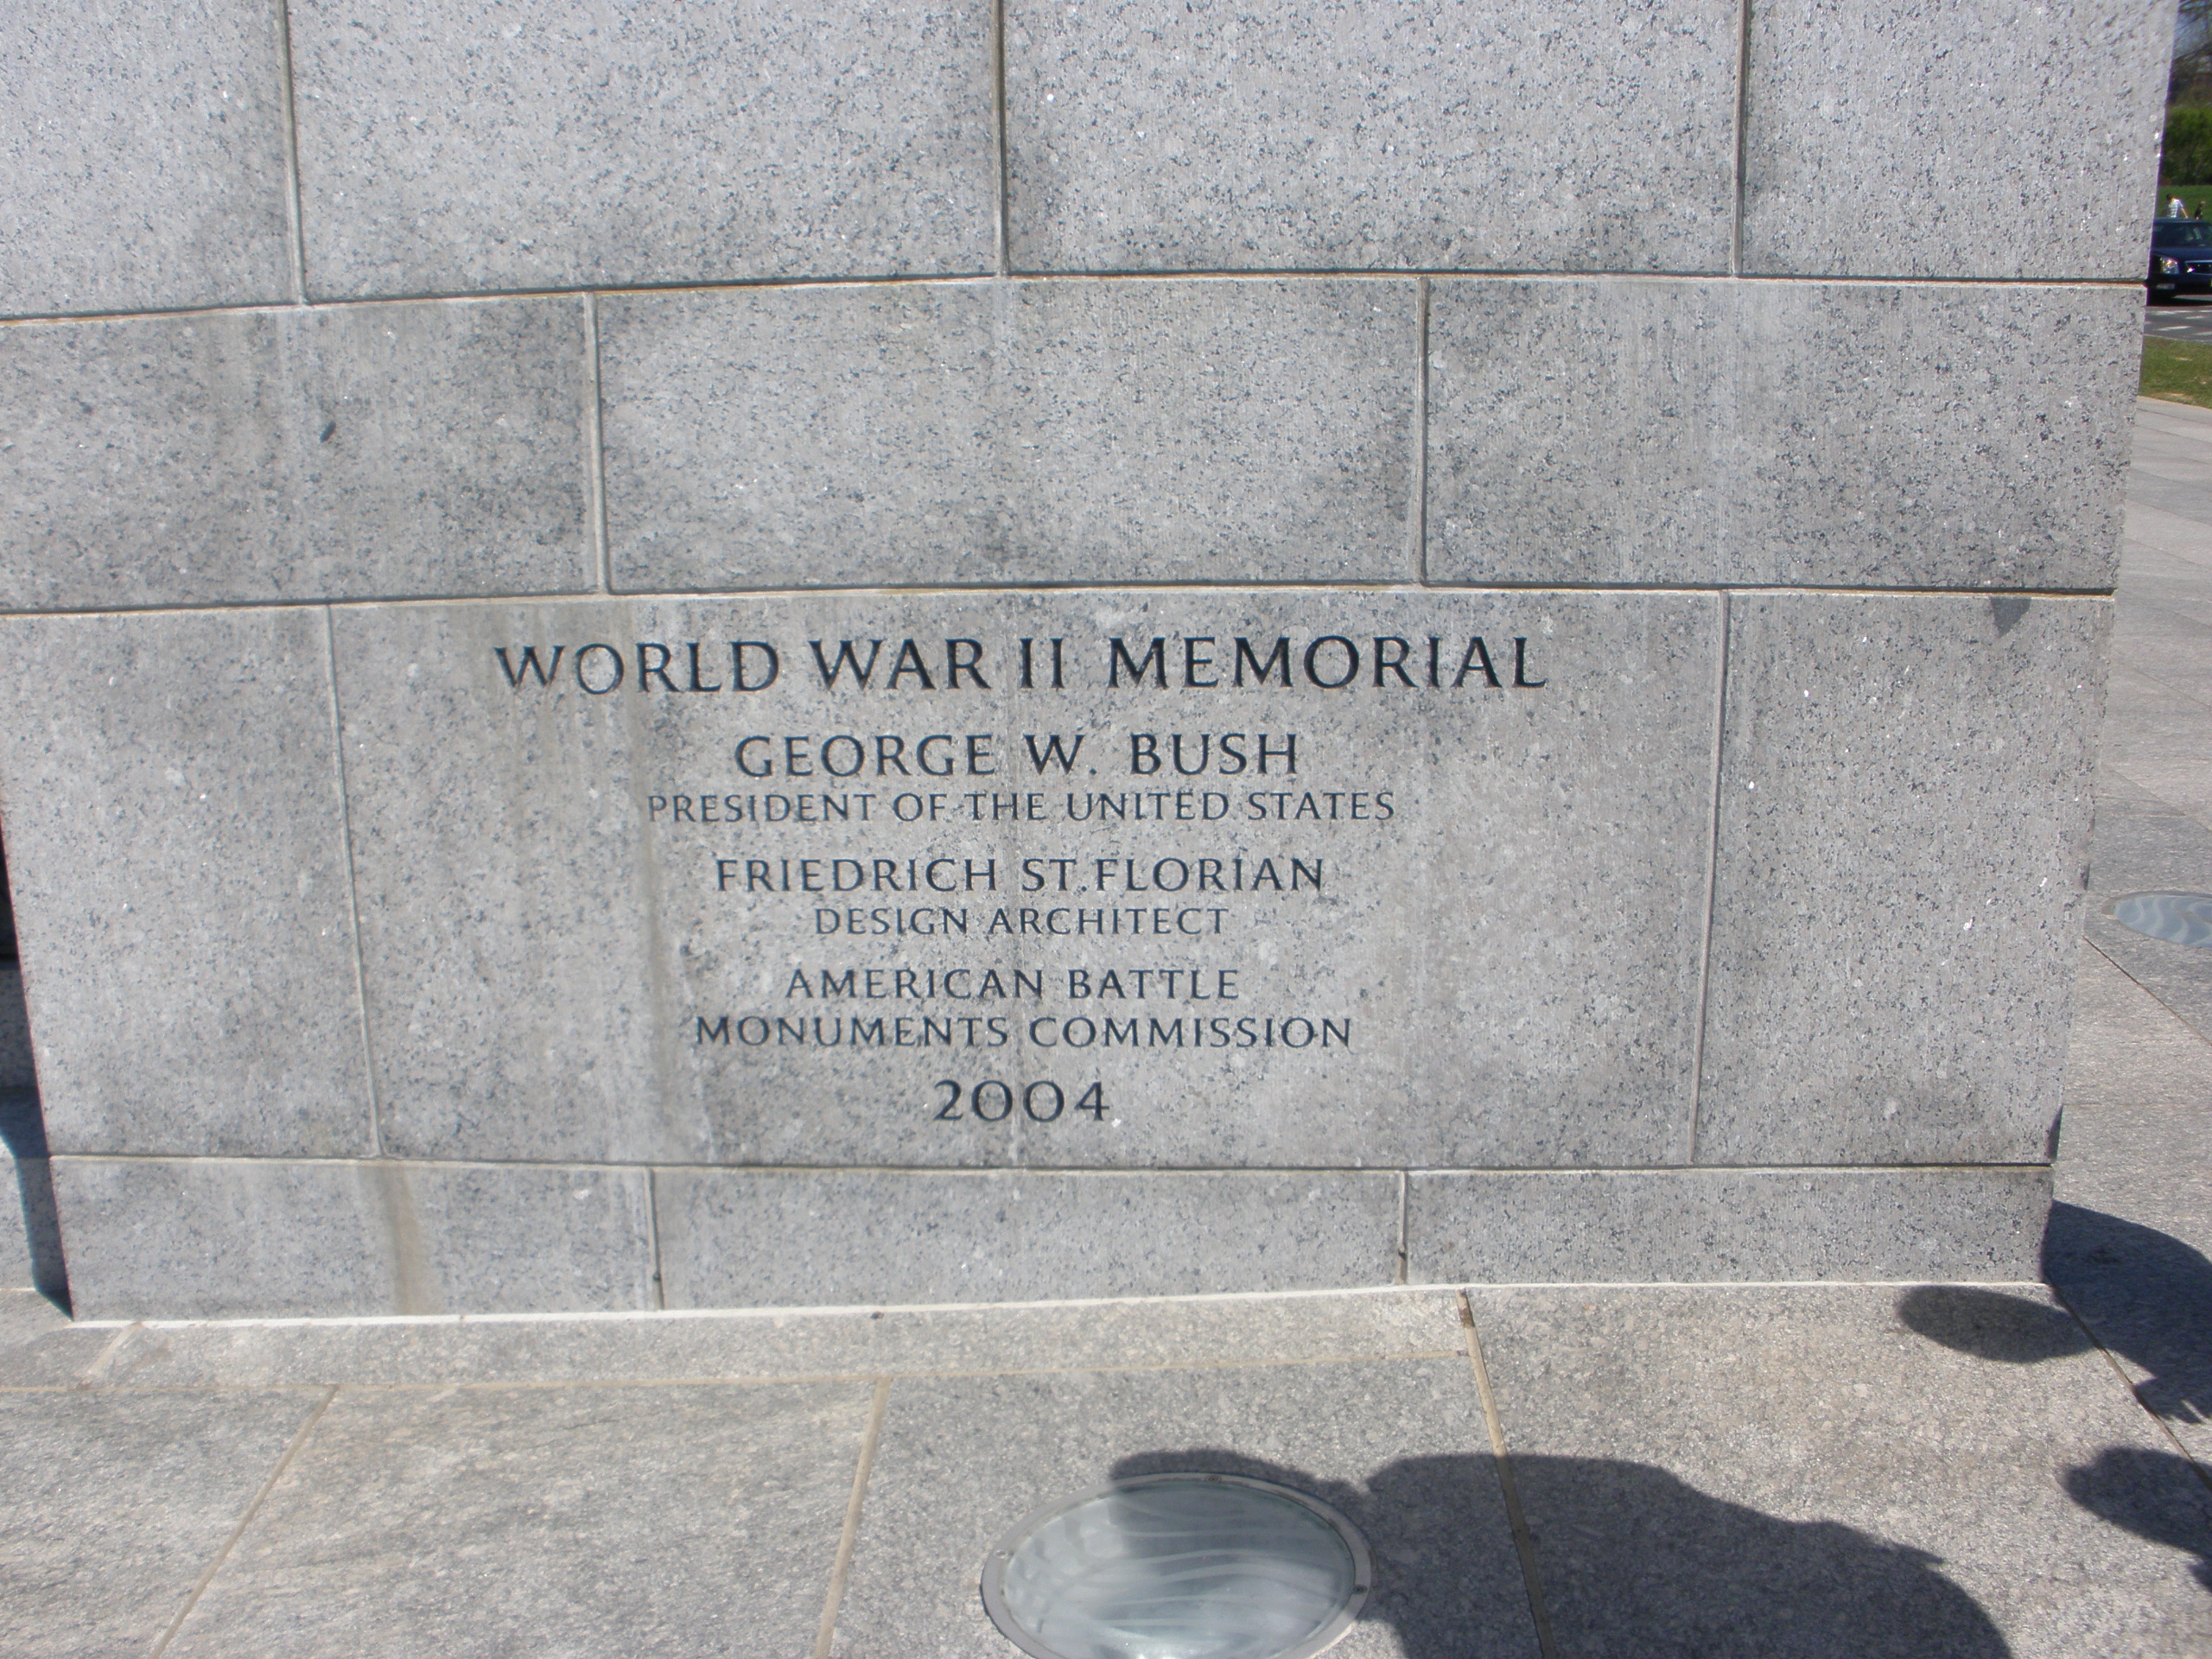 WORLD WAR II MEMORIAL
GEORGE W. BUSH
PRESIDENT OF THE UNITED STATES
FRIEDRICH ST.FLORIAN
DESIGN ARCHITECT
AMERICAN BATTLE
MONUMENTS COMMISSION
2004